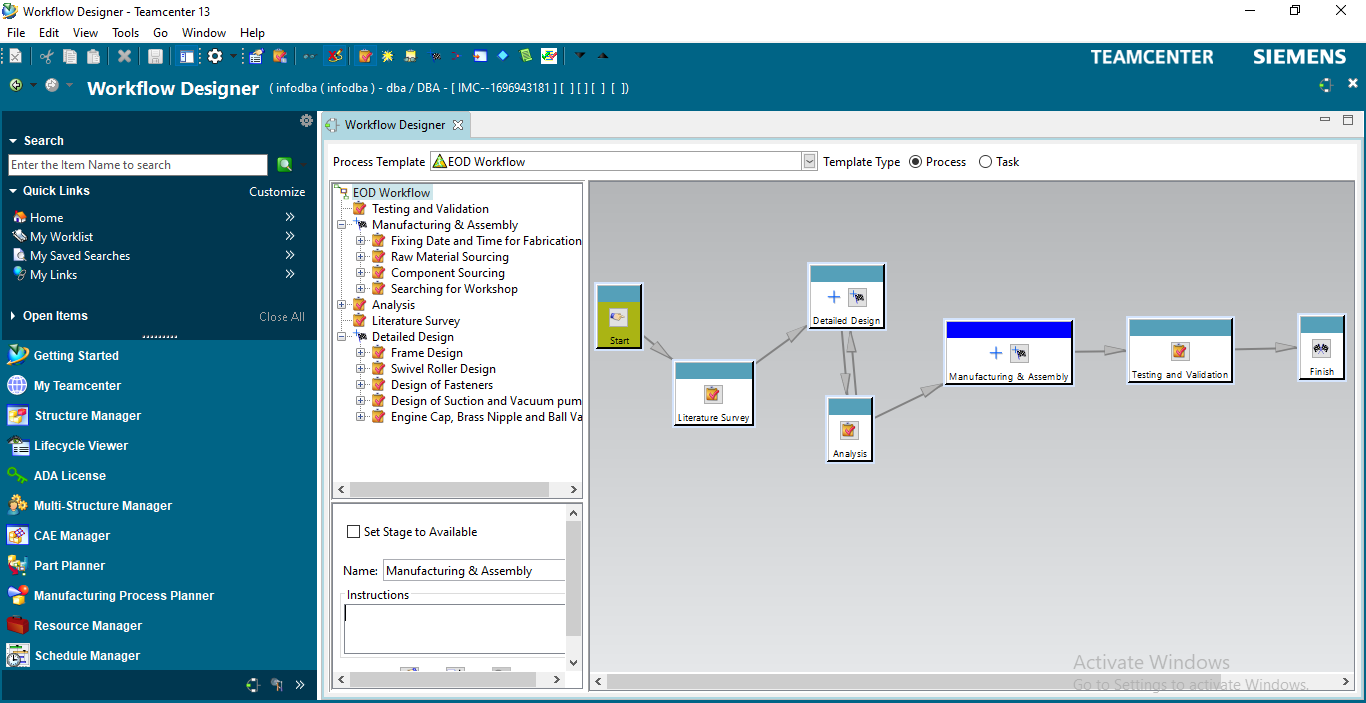 Workflow Designer - Teamcenter 13
File Edit View Tools Go Window Help
TEAMCENTER SIEMENS
Workflow Designer ( infodba ( infodba ) - dba / DBA - [ IMC--1696943181 ] [ ] [ ] [ ] [ ])
Search
Enter the Item Name to search
Quick Links Customize
Home
My Worklist
My Saved Searches
My Links
Open Items Close All
Getting Started
My Teamcenter
Structure Manager
Lifecycle Viewer
ADA License
Multi-Structure Manager
CAE Manager
Part Planner
Manufacturing Process Planner
Resource Manager
Schedule Manager
Workflow Designer
Process Template EOD Workflow Template Type Process Task
EOD Workflow
Testing and Validation
Manufacturing & Assembly
Fixing Date and Time for Fabrication
Raw Material Sourcing
Component Sourcing
Searching for Workshop
Analysis
Literature Survey
Detailed Design
Frame Design
Swivel Roller Design
Design of Fasteners
Design of Suction and Vacuum pum
Engine Cap, Brass Nipple and Ball Va
Set Stage to Available
Name: Manufacturing & Assembly
Instructions
Start
Literature Survey
Detailed Design
Analysis
Manufacturing & Assembly
Testing and Validation
Finish
Activate Windows
Go to Settings to activate Windows.